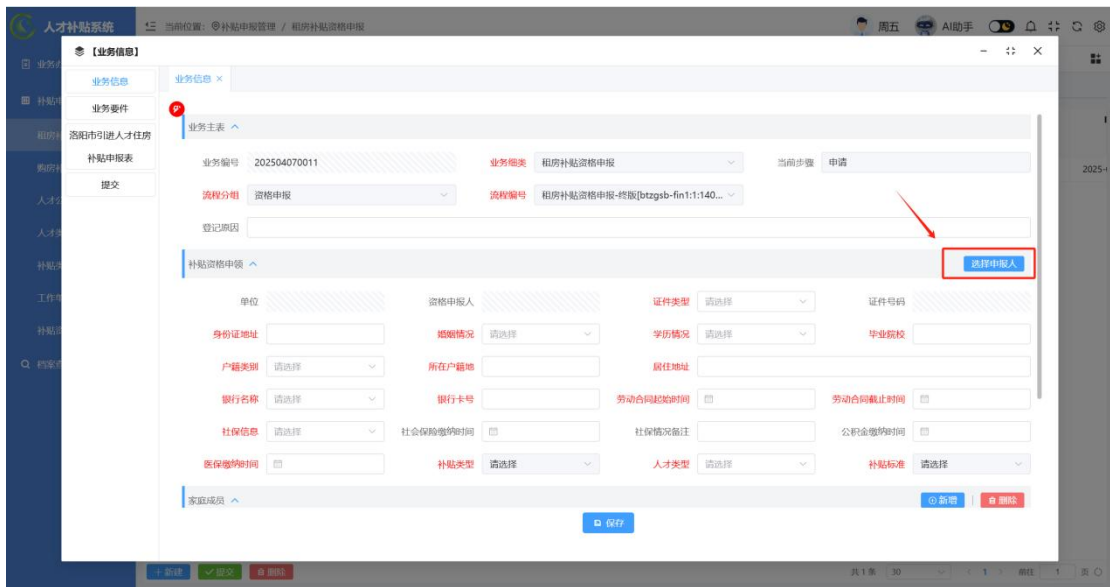 人才补贴系统 当前位置: 补贴申报管理 / 租房补贴资格申报 周五 AI助手
【业务信息】
业务信息 业务信息 ×
业务要件
洛阳市引进人才住房
补贴申报表
提交
业务主表
业务编号 202504070011 业务细类 租房补贴资格申报 当前步骤 申请
流程分组 资格申报 流程编号 租房补贴资格申报-终版[btzgsb-fin1:1:140...
登记原因
补贴资格申领 选择申报人
单位 资格申报人 证件类型 请选择 证件号码
身份证地址 婚姻情况 请选择 学历情况 请选择 毕业院校
户籍类别 请选择 所在户籍地 居住地址
银行名称 请选择 银行卡号 劳动合同起始时间 劳动合同截止时间
社保信息 请选择 社会保险缴纳时间 社保情况备注 公积金缴纳时间
医保缴纳时间 补贴类型 请选择 人才类型 请选择 补贴标准 请选择
家庭成员 新增 删除
保存
新建 提交 删除 共 1 条 30 1 前往 1 页